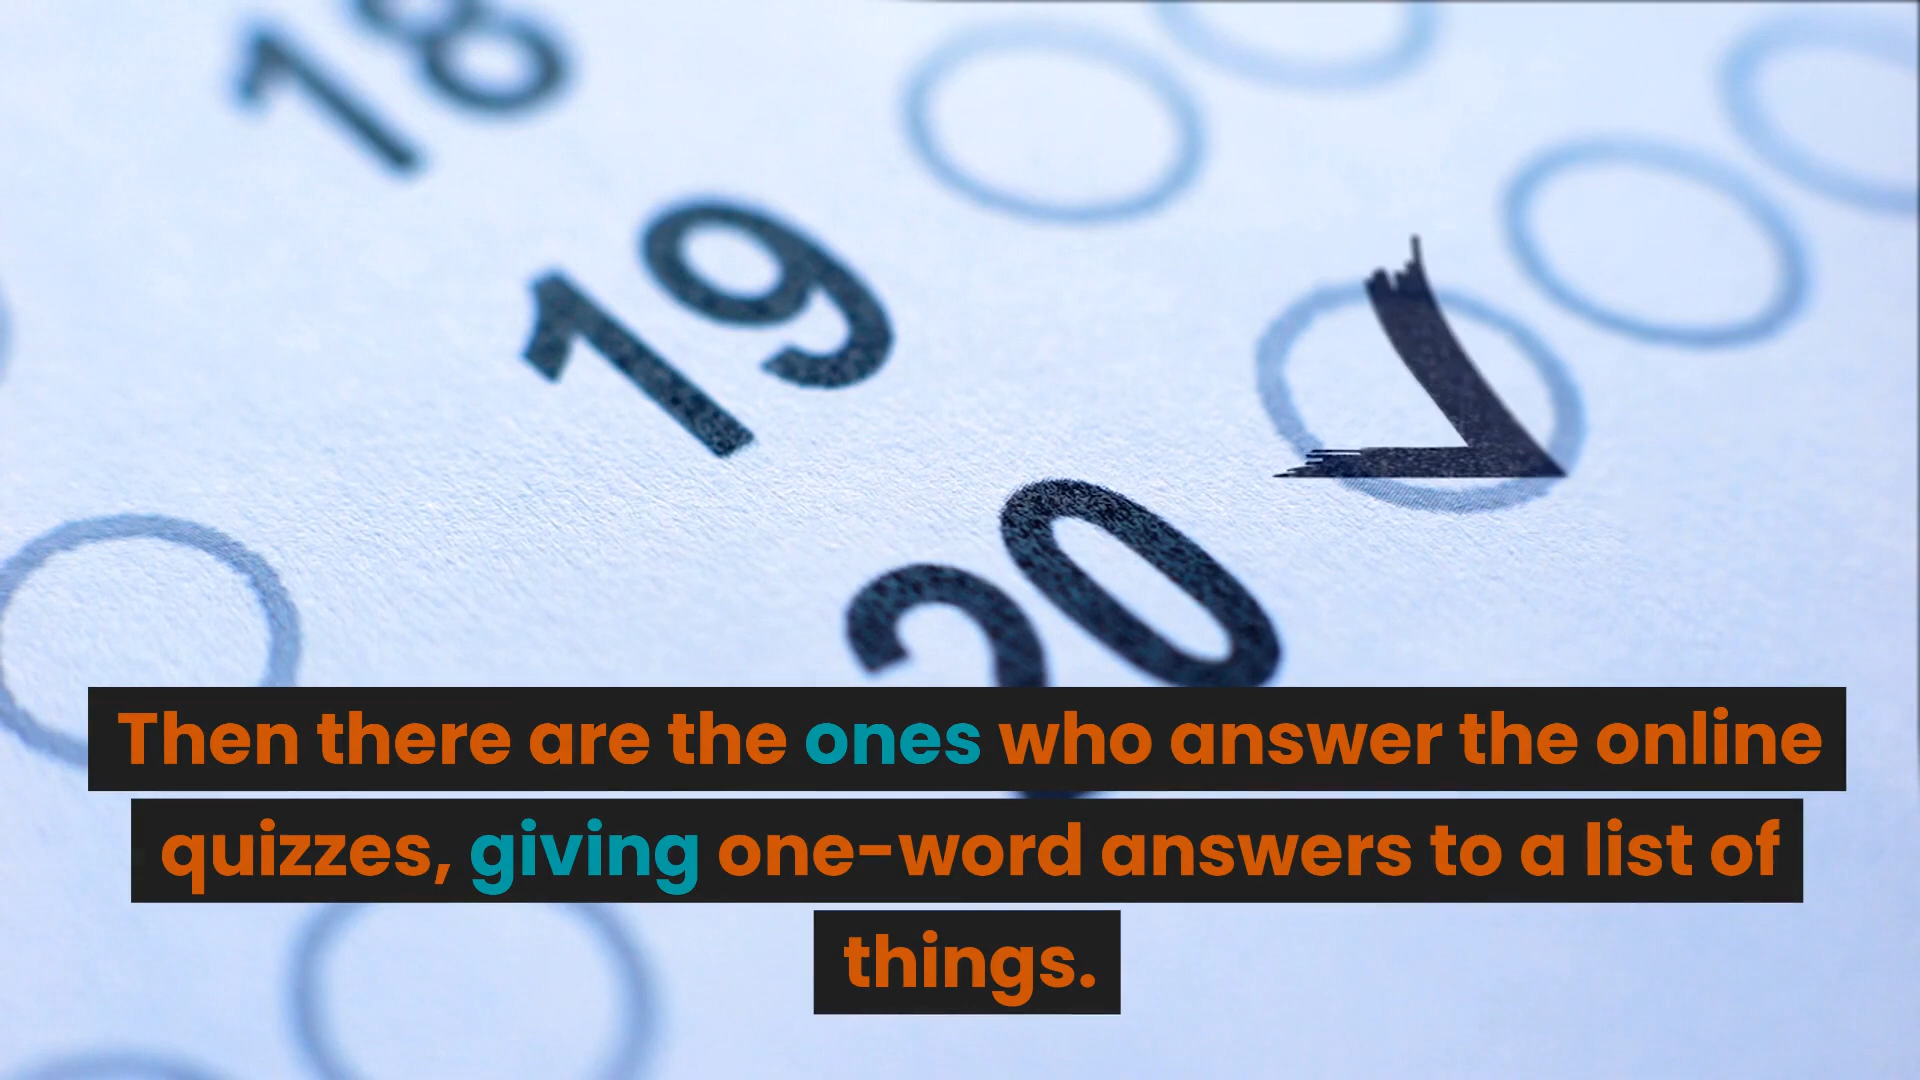 18
19
20
Then there are the ones who answer the online
quizzes, giving one-word answers to a list of
things.